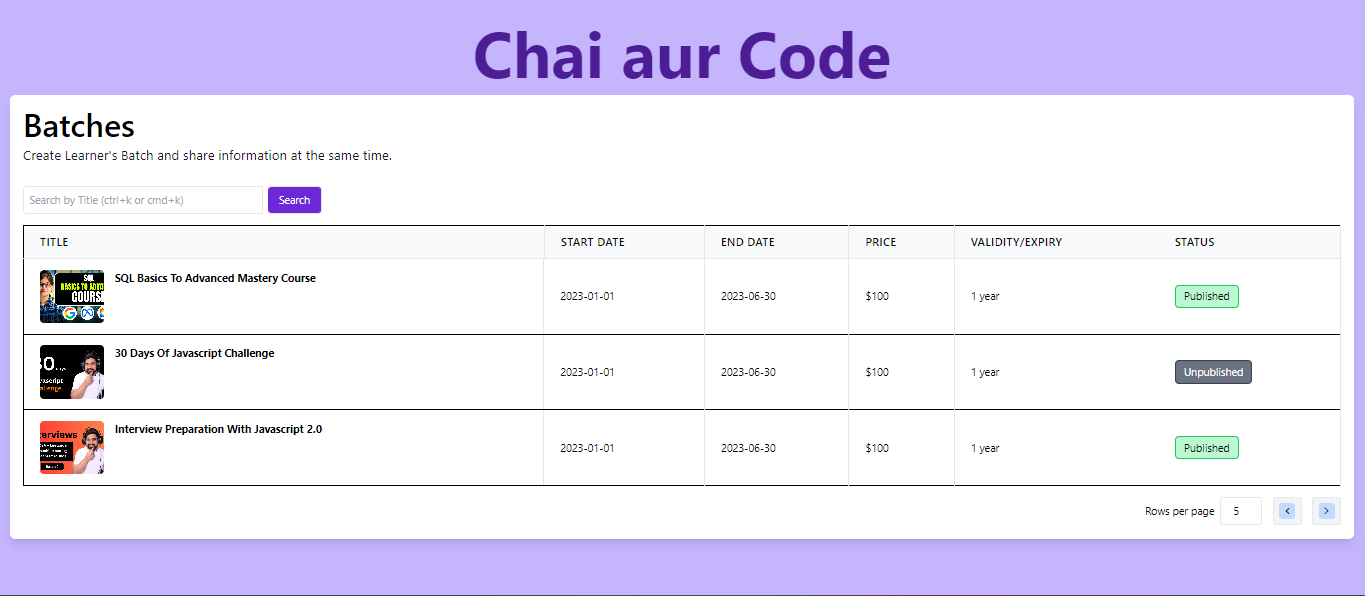 Chai aur Code
Batches
Create Learner's Batch and share information at the same time.
Search by Title (ctrl+k or cmd+k) Search
TITLE START DATE END DATE PRICE VALIDITY/EXPIRY STATUS
SQL
BASICS TO
COURS
SQL Basics To Advanced Mastery Course
2023-01-01 2023-06-30 $100 1 year Published
30 Days Of Javascript Challenge
2023-01-01 2023-06-30 $100 1 year Unpublished
Interview Preparation With Javascript 2.0
2023-01-01 2023-06-30 $100 1 year Published
Rows per page 5